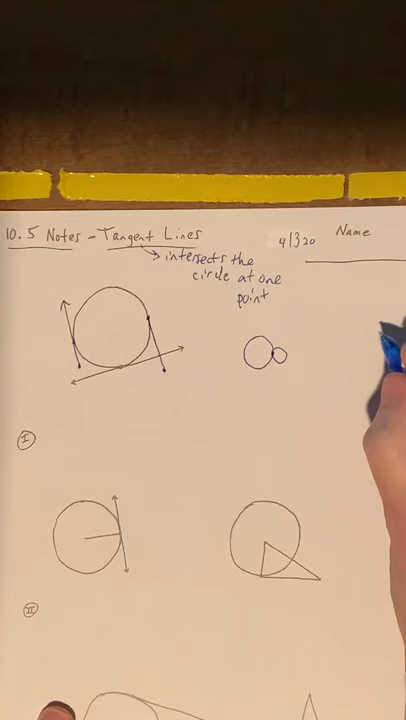 10.5 Notes - Tangent Lines
4/3 20
Name
intersects the
circle at one
point
I
II